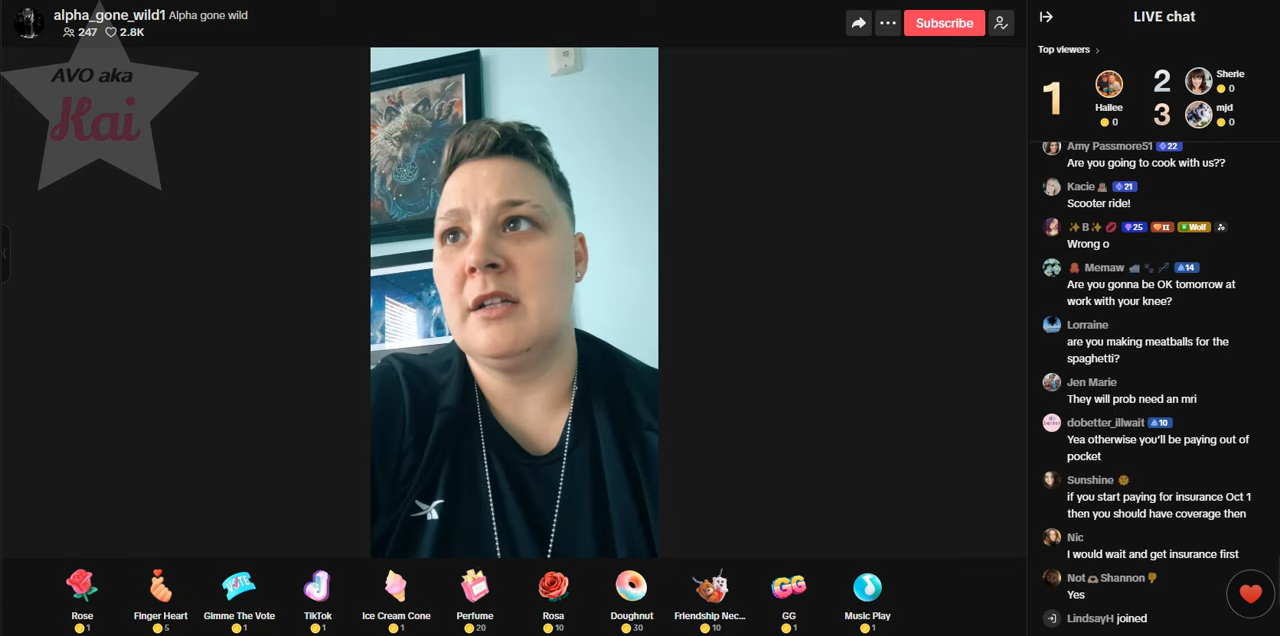 alpha_gone_wild1 Alpha gone wild
247 2.8K
Subscribe
AVO aka
Kai
LIVE chat
Top viewers
1
Hailee
0
2
Sherie
0
3
mjd
0
Amy Passmore51 22
Are you going to cook with us??
Kacie 21
Scooter ride!
B 25 II Wolf
Wrong o
Memaw 14
Are you gonna be OK tomorrow at
work with your knee?
Lorraine
are you making meatballs for the
spaghetti?
Jen Marie
They will prob need an mri
dobetter_illwait 10
Yea otherwise you'll be paying out of
pocket
Sunshine
if you start paying for insurance Oct 1
then you should have coverage then
Nic
I would wait and get insurance first
Not Shannon
Yes
LindsayH joined
VOTE
GG
Rose
1
Finger Heart
5
Gimme The Vote
1
TikTok
1
Ice Cream Cone
1
Perfume
20
Rosa
10
Doughnut
30
Friendship Nec...
10
GG
1
Music Play
1